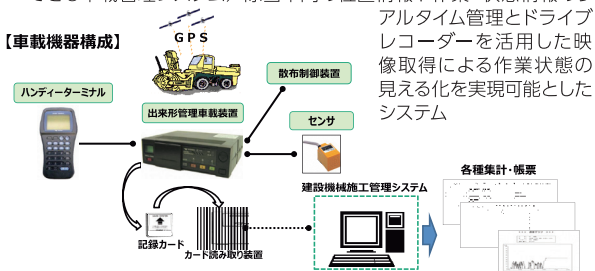 アルタイム管理とドライブ
レコーダーを活用した映
像取得による作業状態の
見える化を実現可能とした
システム
【車載機器構成】
GPS
散布制御装置
ハンディーターミナル
出来形管理車載装置
センサ
各種集計・帳票
建設機械施工管理システム
記録カード
カード読み取り装置